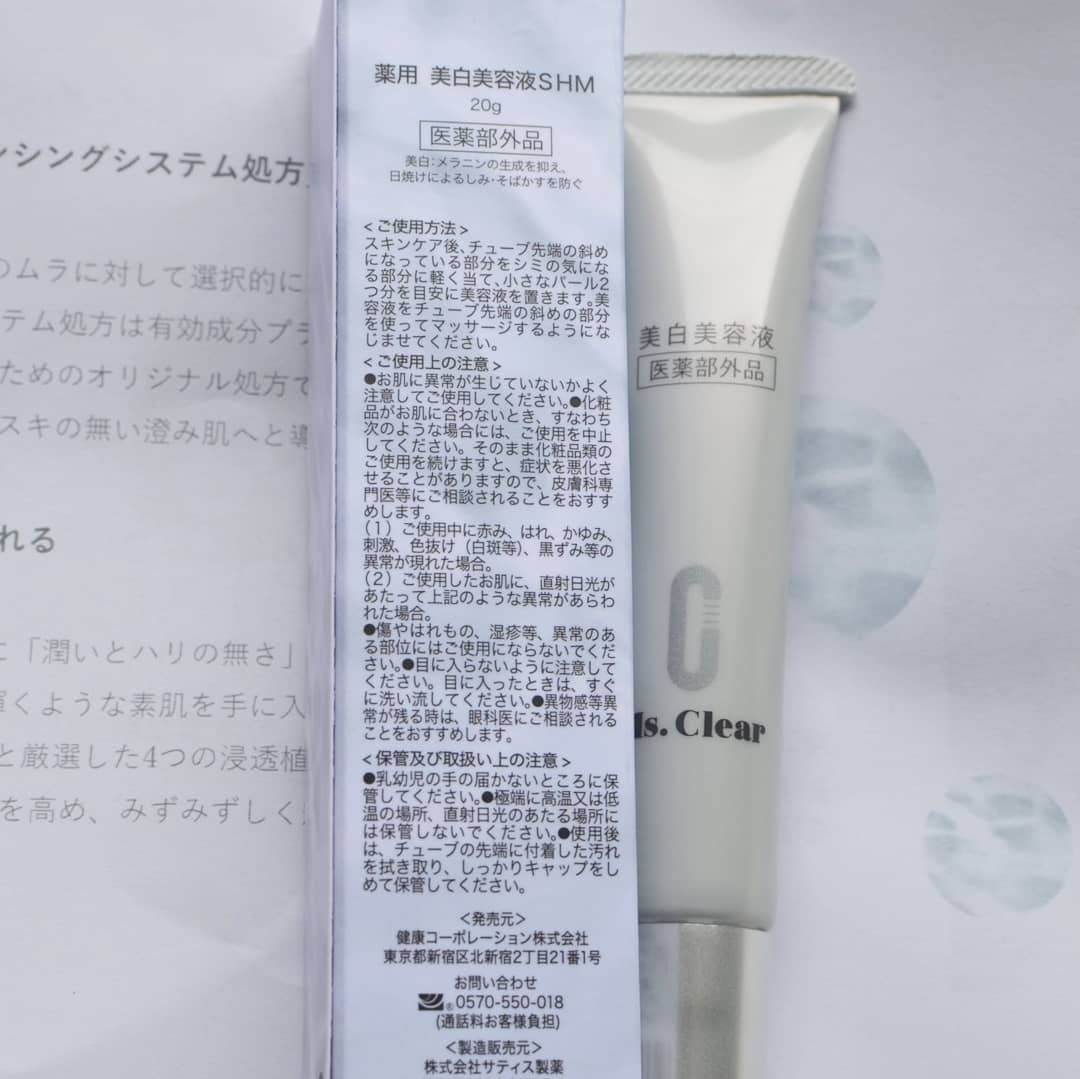 薬用 美白美容液SHM
20g
医薬部外品
美白:メラニンの生成を抑え、
日焼けによるしみ・そばかすを防ぐ
<ご使用方法>
スキンケア後、チューブ先端の斜め
になっている部分をシミの気にな
る部分に軽く当て、小さなパール2
つ分を目安に美容液を置きます。美
容液をチューブ先端の斜めの部分
を使ってマッサージするようにな
じませてください。
<ご使用上の注意>
●お肌に異常が生じていないかよく
注意してご使用してください。●化粧
品がお肌に合わないとき、すなわち
次のような場合には、ご使用を中止
してください。そのまま化粧品類の
ご使用を続けますと、症状を悪化さ
せることがありますので、皮膚科専
門医等にご相談されることをおすす
めします。
(1) ご使用中に赤み、はれ、かゆみ、
刺激、色抜け(白斑等)、黒ずみ等の
異常が現れた場合。
(2) ご使用したお肌に、直射日光が
あたって上記のような異常があらわ
れた場合。
●傷やはれもの、湿疹等、異常のあ
る部位にはご使用にならないでくだ
さい。●目に入らないように注意して
ください。目に入ったときは、すぐ
に洗い流してください。●異物感等異
常が残る時は、眼科医にご相談される
ことをおすすめします。
<保管及び取扱い上の注意>
●乳幼児の手の届かないところに保
管してください。●極端に高温又は低
温の場所、直射日光のあたる場所に
は保管しないでください。●使用後
は、チューブの先端に付着した汚れ
を拭き取り、しっかりキャップをし
めて保管してください。
<発売元>
健康コーポレーション株式会社
東京都新宿区北新宿2丁目21番1号
お問い合わせ
®0570-550-018
(通話料お客様負担)
<製造販売元>
株式会社サティス製薬
美白美容液
医薬部外品
C
s. Clear
ンシングシステム処方
のムラに対して選択的に
テム処方は有効成分プラ
ためのオリジナル処方で
スキの無い澄み肌へと導
れる
に「潤いとハリの無さ」
輝くような素肌を手に入
と厳選した4つの浸透植
を高め、みずみずしく